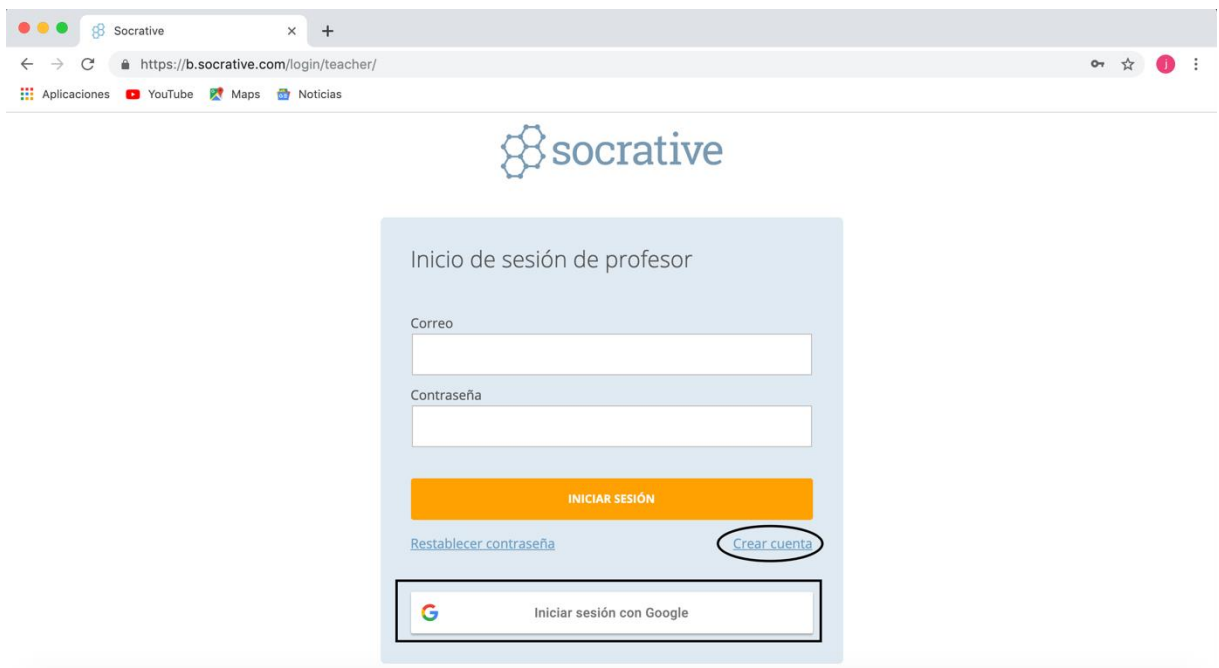 Socrative
https://b.socrative.com/login/teacher/
j
Aplicaciones YouTube Maps Noticias
socrative
Inicio de sesión de profesor
Correo
Contraseña
INICIAR SESIÓN
Restablecer contraseña Crear cuenta
G Iniciar sesión con Google